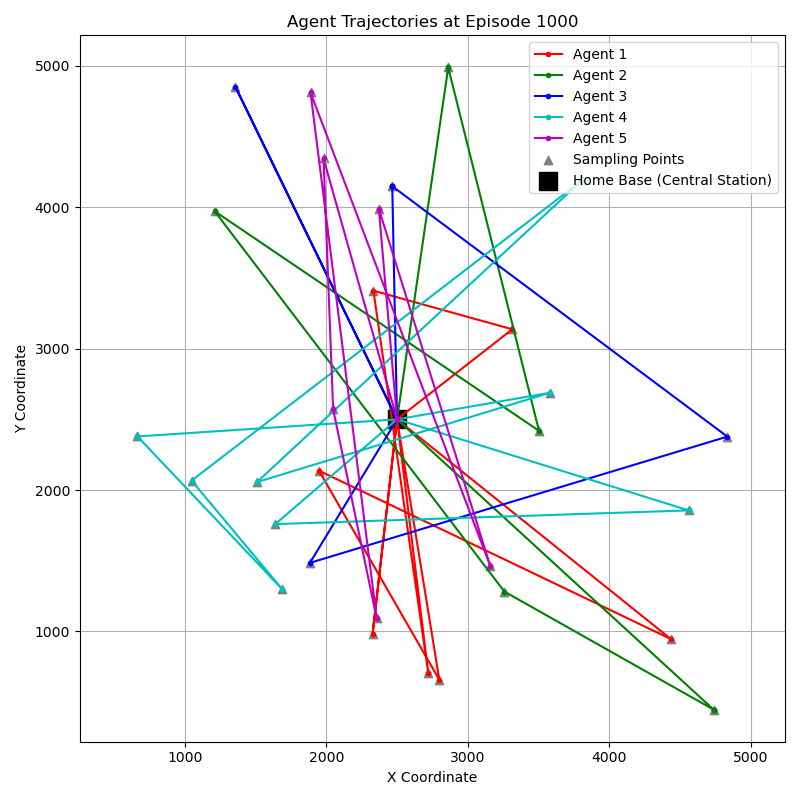 Agent Trajectories at Episode 1000
Agent 1
Agent 2
Agent 3
Agent 4
Agent 5
Sampling Points
Home Base (Central Station)
5000
4000
3000
2000
1000
Y Coordinate
1000
2000
3000
4000
5000
X Coordinate